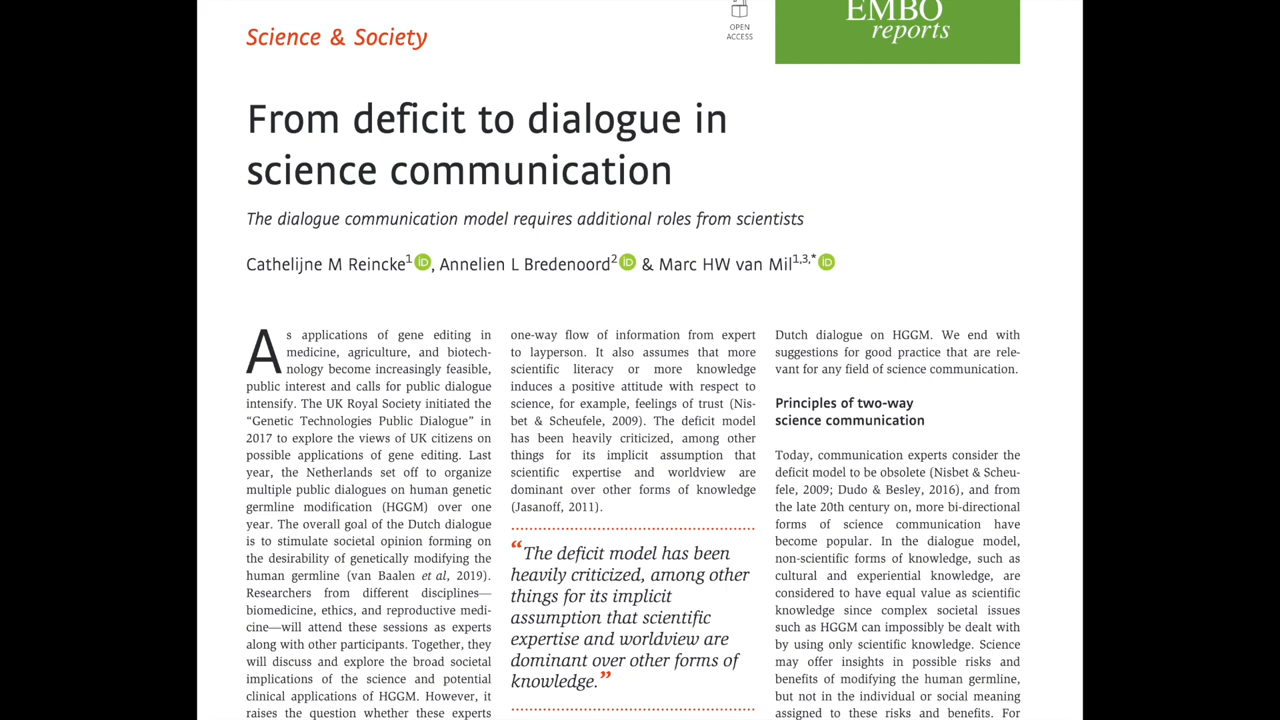 Science & Society
OPEN
ACCESS
EMBO
reports
From deficit to dialogue in
science communication
The dialogue communication model requires additional roles from scientists
Cathelijne M Reincke1 iD, Annelien L Bredenoord2 iD & Marc HW van Mil1,3,* iD
As applications of gene editing in
medicine, agriculture, and biotech-
nology become increasingly feasible,
public interest and calls for public dialogue
intensify. The UK Royal Society initiated the
“Genetic Technologies Public Dialogue” in
2017 to explore the views of UK citizens on
possible applications of gene editing. Last
year, the Netherlands set off to organize
multiple public dialogues on human genetic
germline modification (HGGM) over one
year. The overall goal of the Dutch dialogue
is to stimulate societal opinion forming on
the desirability of genetically modifying the
human germline (van Baalen et al, 2019).
Researchers from different disciplines—
biomedicine, ethics, and reproductive medi-
cine—will attend these sessions as experts
along with other participants. Together, they
will discuss and explore the broad societal
implications of the science and potential
clinical applications of HGGM. However, it
raises the question whether these experts
one-way flow of information from expert
to layperson. It also assumes that more
scientific literacy or more knowledge
induces a positive attitude with respect to
science, for example, feelings of trust (Nis-
bet & Scheufele, 2009). The deficit model
has been heavily criticized, among other
things for its implicit assumption that
scientific expertise and worldview are
dominant over other forms of knowledge
(Jasanoff, 2011).
“The deficit model has been
heavily criticized, among other
things for its implicit
assumption that scientific
expertise and worldview are
dominant over other forms of
knowledge.”
Dutch dialogue on HGGM. We end with
suggestions for good practice that are rele-
vant for any field of science communication.
Principles of two-way
science communication
Today, communication experts consider the
deficit model to be obsolete (Nisbet & Scheu-
fele, 2009; Dudo & Besley, 2016), and from
the late 20th century on, more bi-directional
forms of science communication have
become popular. In the dialogue model,
non-scientific forms of knowledge, such as
cultural and experiential knowledge, are
considered to have equal value as scientific
knowledge since complex societal issues
such as HGGM can impossibly be dealt with
by using only scientific knowledge. Science
may offer insights in possible risks and
benefits of modifying the human germline,
but not in the individual or social meaning
assigned to these risks and benefits. For